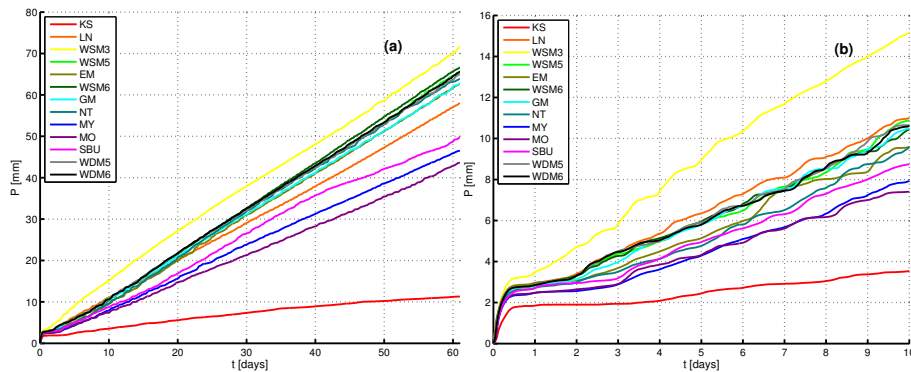 (a)
KS
LN
WSM3
WSM5
EM
WSM6
GM
NT
MY
MO
SBU
WDM5
WDM6
P [mm]
80
70
60
50
40
30
20
10
0
0 10 20 30 40 50 60
t [days]
(b)
KS
LN
WSM3
WSM5
EM
WSM6
GM
NT
MY
MO
SBU
WDM5
WDM6
P [mm]
16
14
12
10
8
6
4
2
0
0 1 2 3 4 5 6 7 8 9 10
t [days]